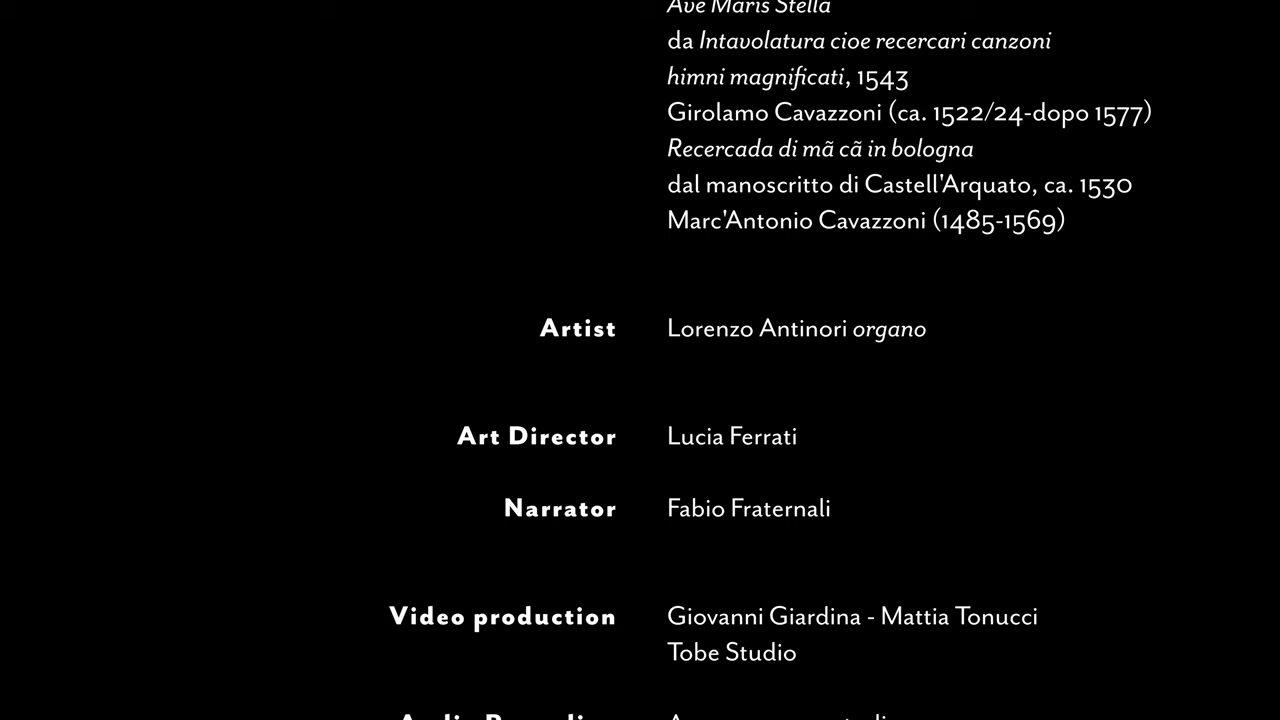 Ave Maris Stella
da Intavolatura cioe recercari canzoni
himni magnificati, 1543
Girolamo Cavazzoni (ca. 1522/24-dopo 1577)
Recercada di mã cã in bologna
dal manoscritto di Castell'Arquato, ca. 1530
Marc'Antonio Cavazzoni (1485-1569)
Artist Lorenzo Antinori organo
Art Director Lucia Ferrati
Narrator Fabio Fraternali
Video production Giovanni Giardina - Mattia Tonucci
Tobe Studio